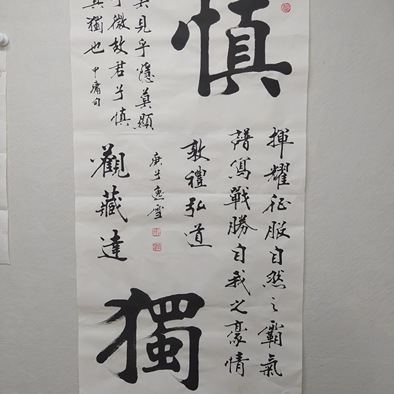 慎
莫見乎隱莫顯
乎微故君子慎
其獨也 中庸句
揮耀征服自然之霸氣
譜寫戰勝自我之豪情
敦禮弘道
庚子 雪
觀藏達
獨